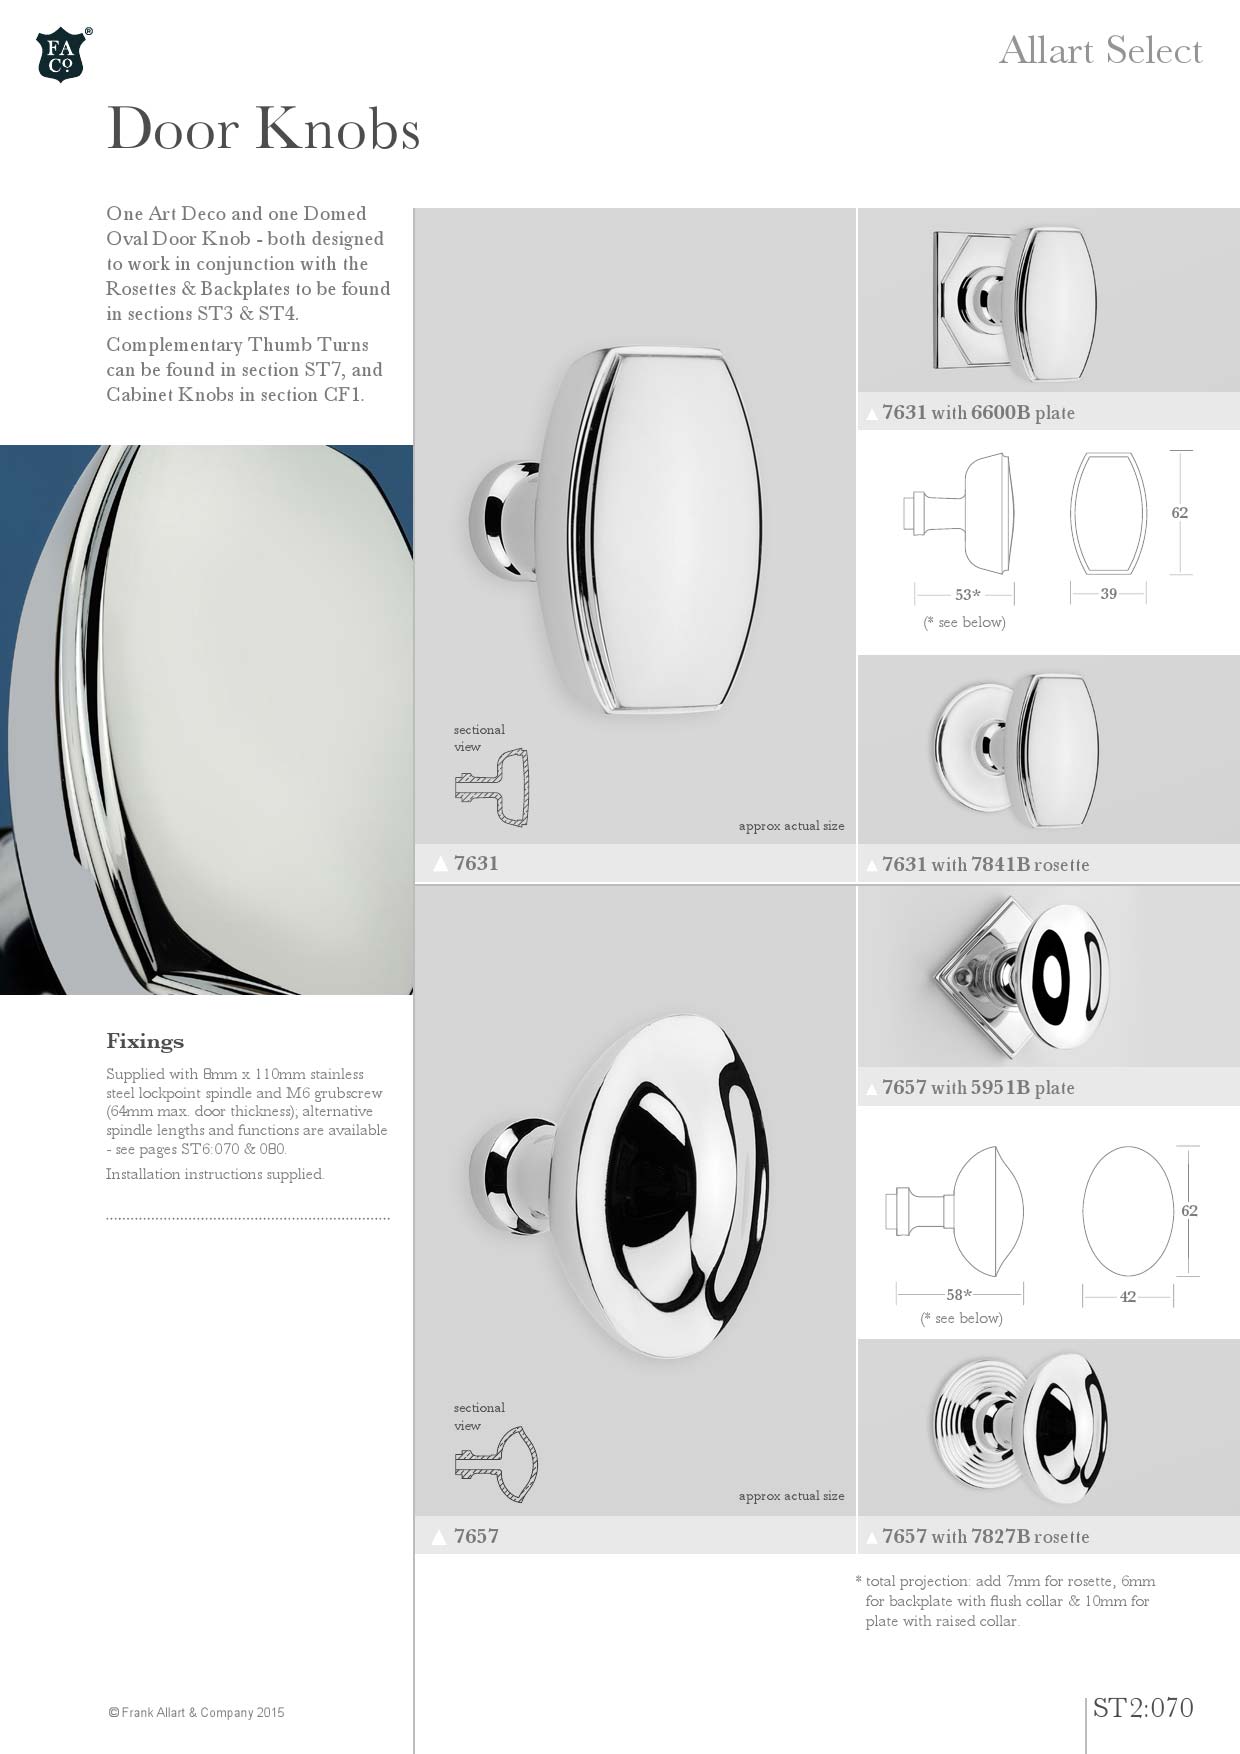 FA
Co.
®
Allart Select
Door Knobs
One Art Deco and one Domed
Oval Door Knob - both designed
to work in conjunction with the
Rosettes & Backplates to be found
in sections ST3 & ST4.
Complementary Thumb Turns
can be found in section ST7, and
Cabinet Knobs in section CF1.
Fixings
Supplied with 8mm x 110mm stainless
steel lockpoint spindle and M6 grubscrew
(64mm max. door thickness); alternative
spindle lengths and functions are available
- see pages ST6:070 & 080.
Installation instructions supplied.
sectional
view
approx actual size
▲ 7631
▲ 7631 with 6600B plate
62
53*
39
(* see below)
▲ 7631 with 7841B rosette
sectional
view
approx actual size
▲ 7657
▲ 7657 with 5951B plate
62
58*
42
(* see below)
▲ 7657 with 7827B rosette
* total projection: add 7mm for rosette, 6mm
for backplate with flush collar & 10mm for
plate with raised collar.
© Frank Allart & Company 2015
ST2:070